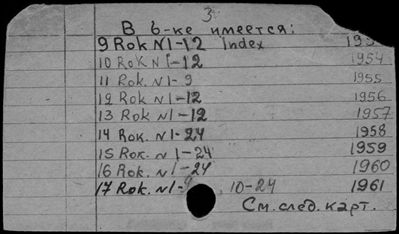 3.
В б-ке имеется:
9 Rok N1-12 Index
10 Rok N1-12 1954
11 Rok. N1-9 1955
12 Rok N1-12 1956
13 Rok N1-12 1957
14 Rok. N1-24 1958
15 Rok. N1-24 1959
16 Rok. N1-24 1960
17 Rok. N1-9, 10-24 1961
См. след. карт.